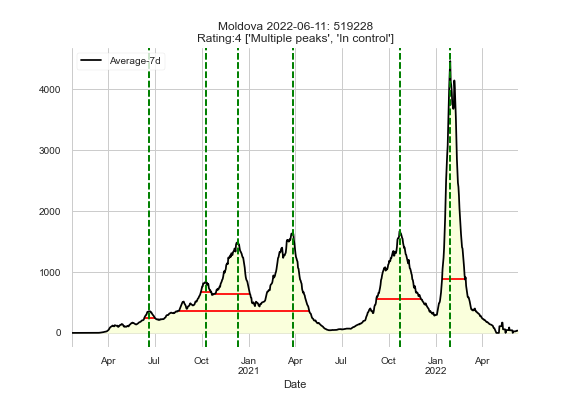 Moldova 2022-06-11: 519228
Rating:4 ['Multiple peaks', 'In control']
Average-7d
4000
3000
2000
1000
0
Apr Jul Oct Jan Apr Jul Oct Jan Apr
2021 2022
Date